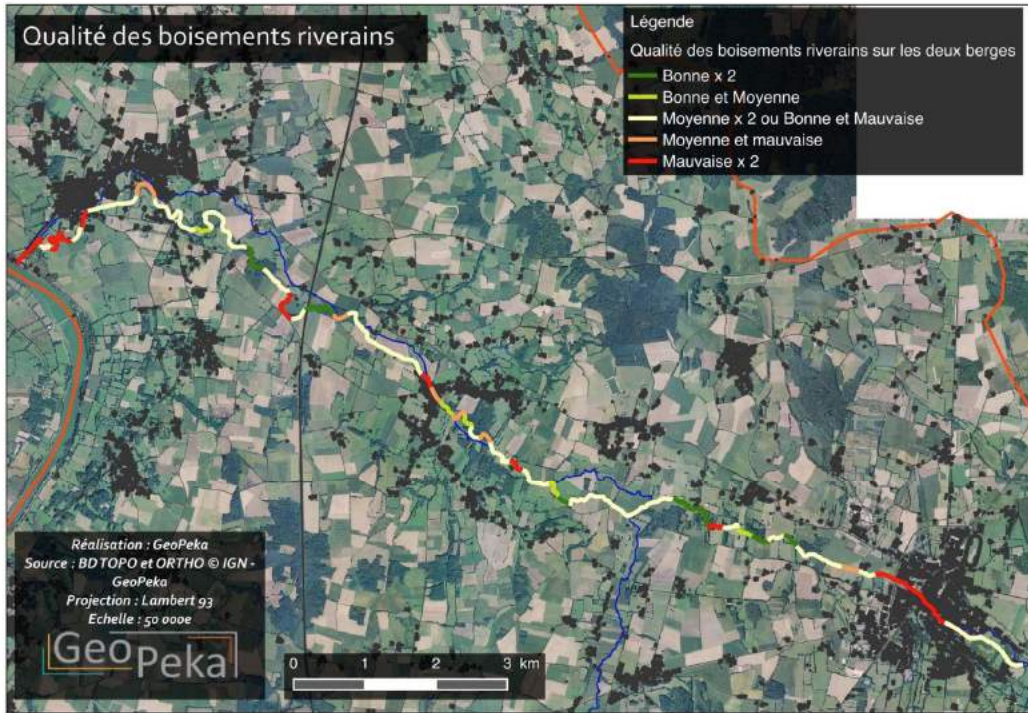 Qualité des boisements riverains
Légende
Qualité des boisements riverains sur les deux berges
Bonne x 2
Bonne et Moyenne
Moyenne x 2 ou Bonne et Mauvaise
Moyenne et mauvaise
Mauvaise x 2
Réalisation : GeoPeka
Source : BD TOPO et ORTHO © IGN -
GeoPeka
Projection : Lambert 93
Echelle : 50 000e
GeoPeka
0 1 2 3 km